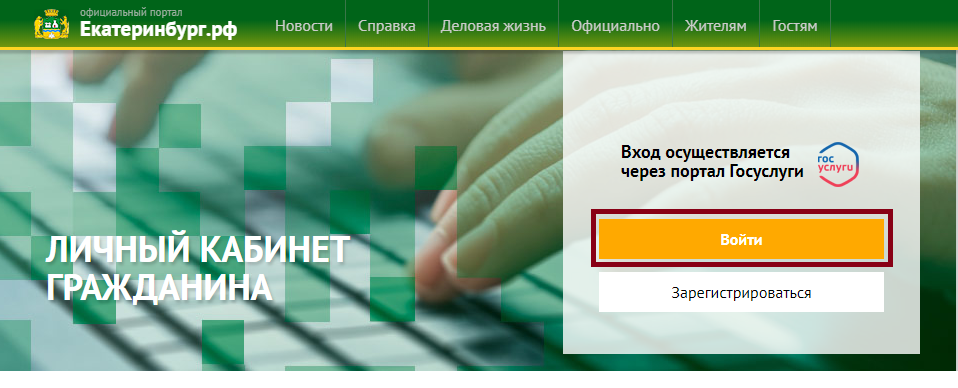 официальный портал
Екатеринбург.рф
Новости
Справка
Деловая жизнь
Официально
Жителям
Гостям
Вход осуществляется
через портал Госуслуги
гос
услуги
ЛИЧНЫЙ КАБИНЕТ
ГРАЖДАНИНА
Войти
Зарегистрироваться